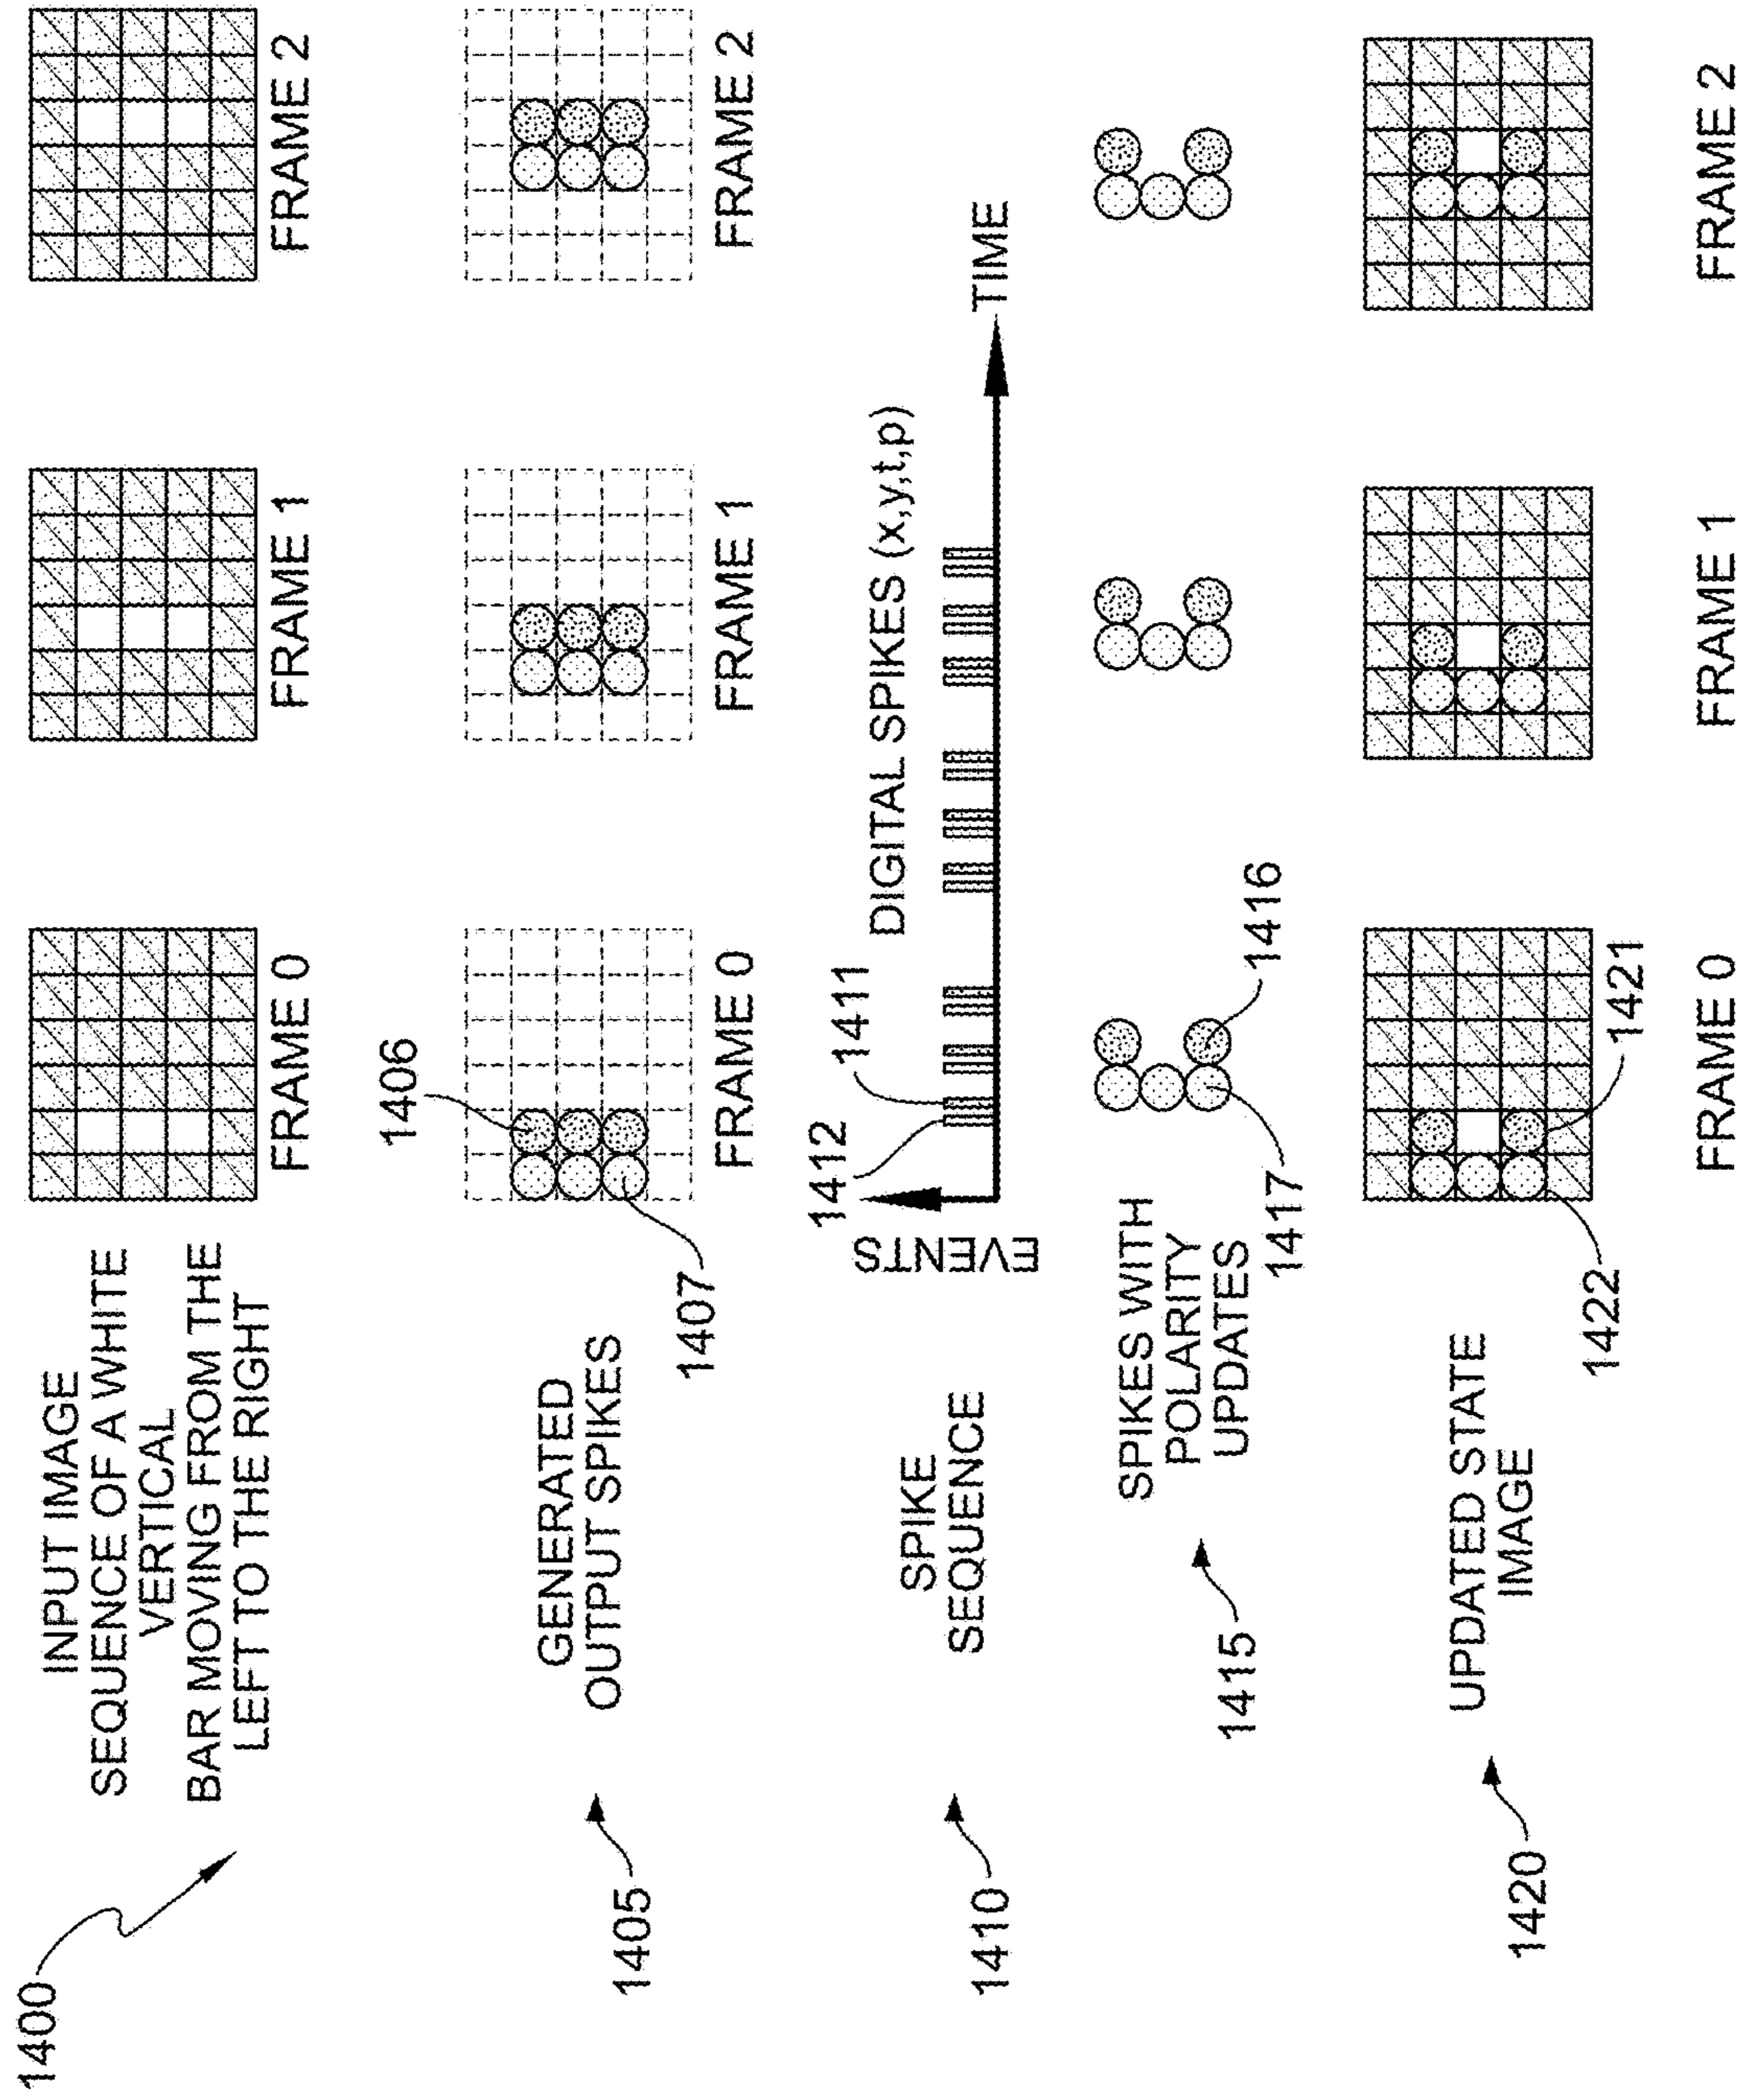 1400
INPUT IMAGE
SEQUENCE OF A WHITE
VERTICAL
BAR MOVING FROM THE
LEFT TO THE RIGHT
FRAME 0
FRAME 1
FRAME 2
1405
GENERATED
OUTPUT SPIKES
1406
1407
FRAME 0
FRAME 1
FRAME 2
1410
SPIKE
SEQUENCE
EVENTS
1412
1411
DIGITAL SPIKES (x,y,t,p)
TIME
1415
SPIKES WITH
POLARITY
UPDATES
1417
1416
1420
UPDATED STATE
IMAGE
1422
1421
FRAME 0
FRAME 1
FRAME 2